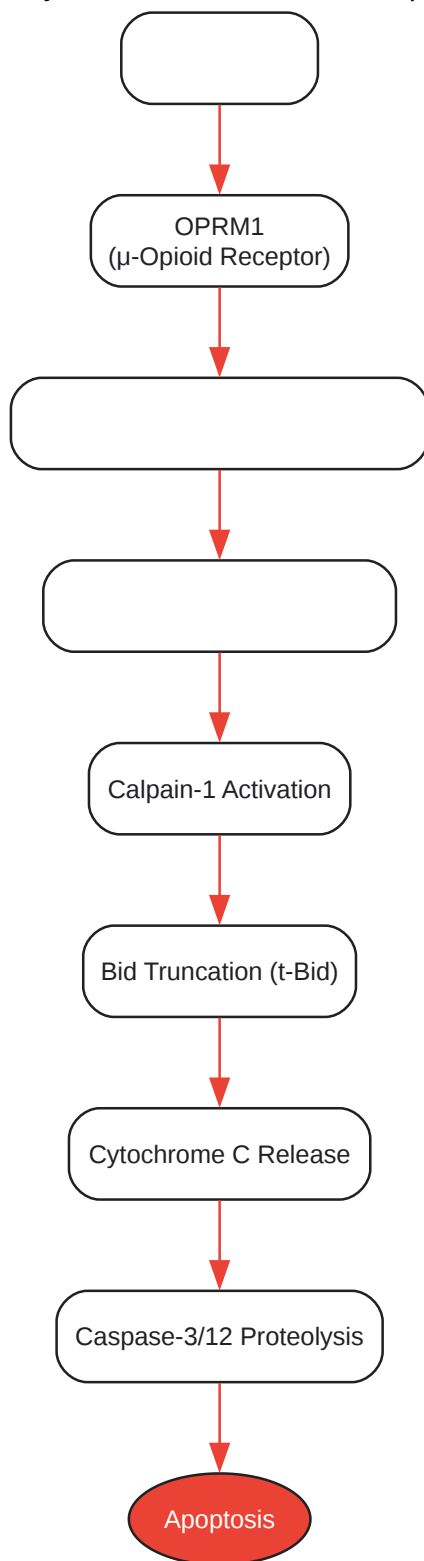 OPRM1
(μ-Opioid Receptor)
Calpain-1 Activation
Bid Truncation (t-Bid)
Cytochrome C Release
Caspase-3/12 Proteolysis
Apoptosis